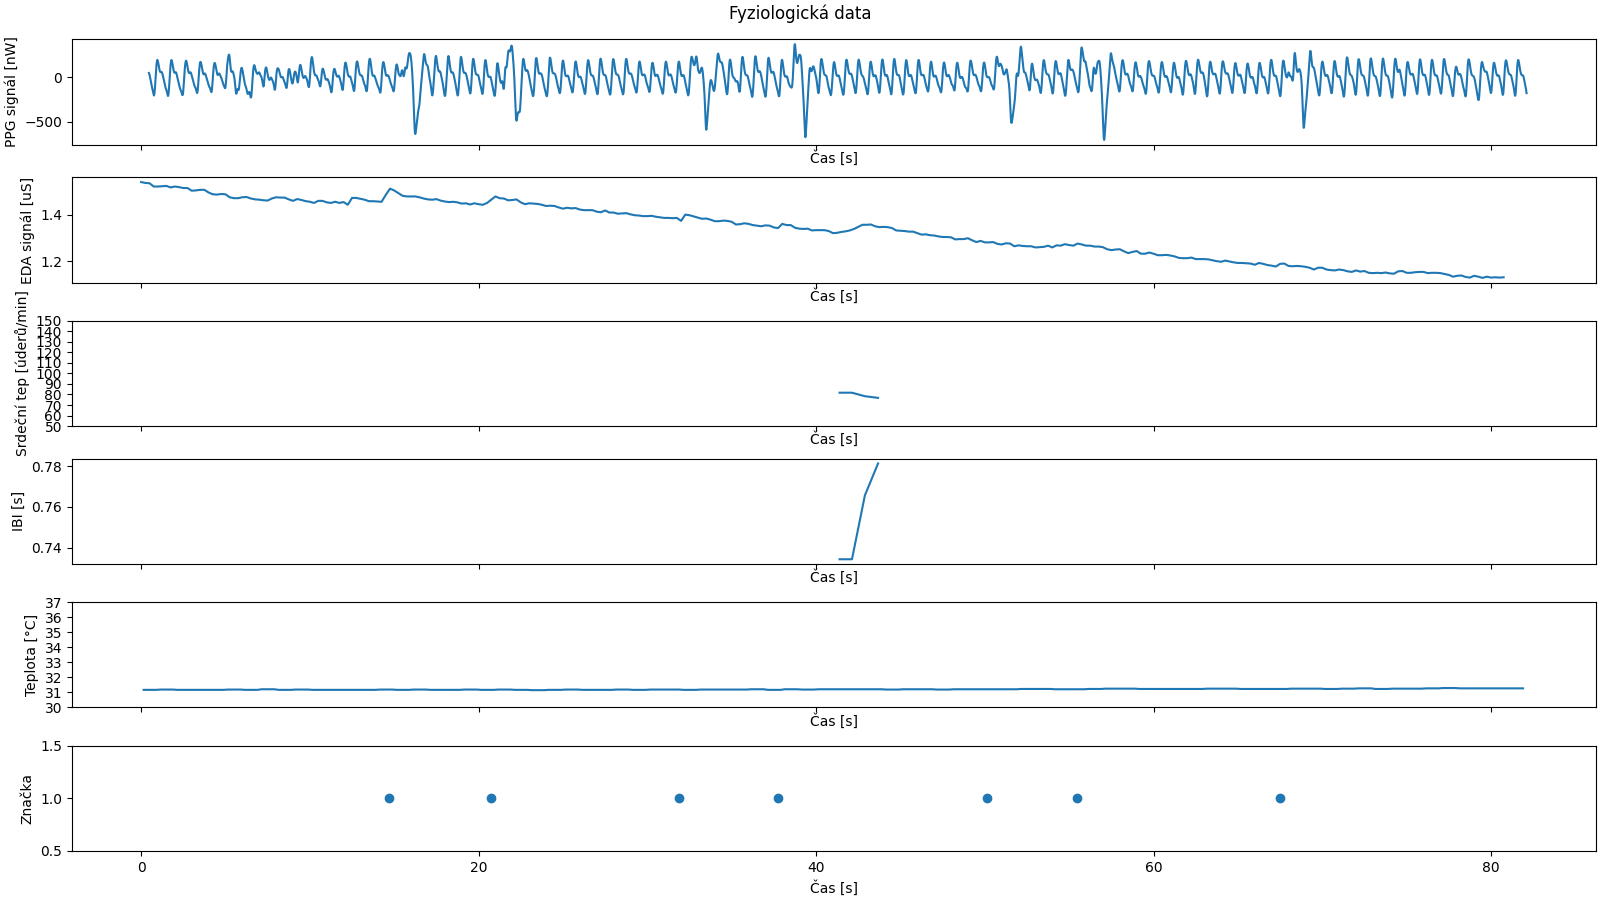 Fyziologická data
PPG signál [nW]
0
−500
Čas [s]
EDA signál [uS]
1.4
1.2
Čas [s]
Srdeční tep [úderů/min]
150
140
130
120
110
100
90
80
70
60
50
Čas [s]
IBI [s]
0.78
0.76
0.74
Čas [s]
Teplota [°C]
37
36
35
34
33
32
31
30
Čas [s]
Značka
1.5
1.0
0.5
0 20 40 60 80
Čas [s]